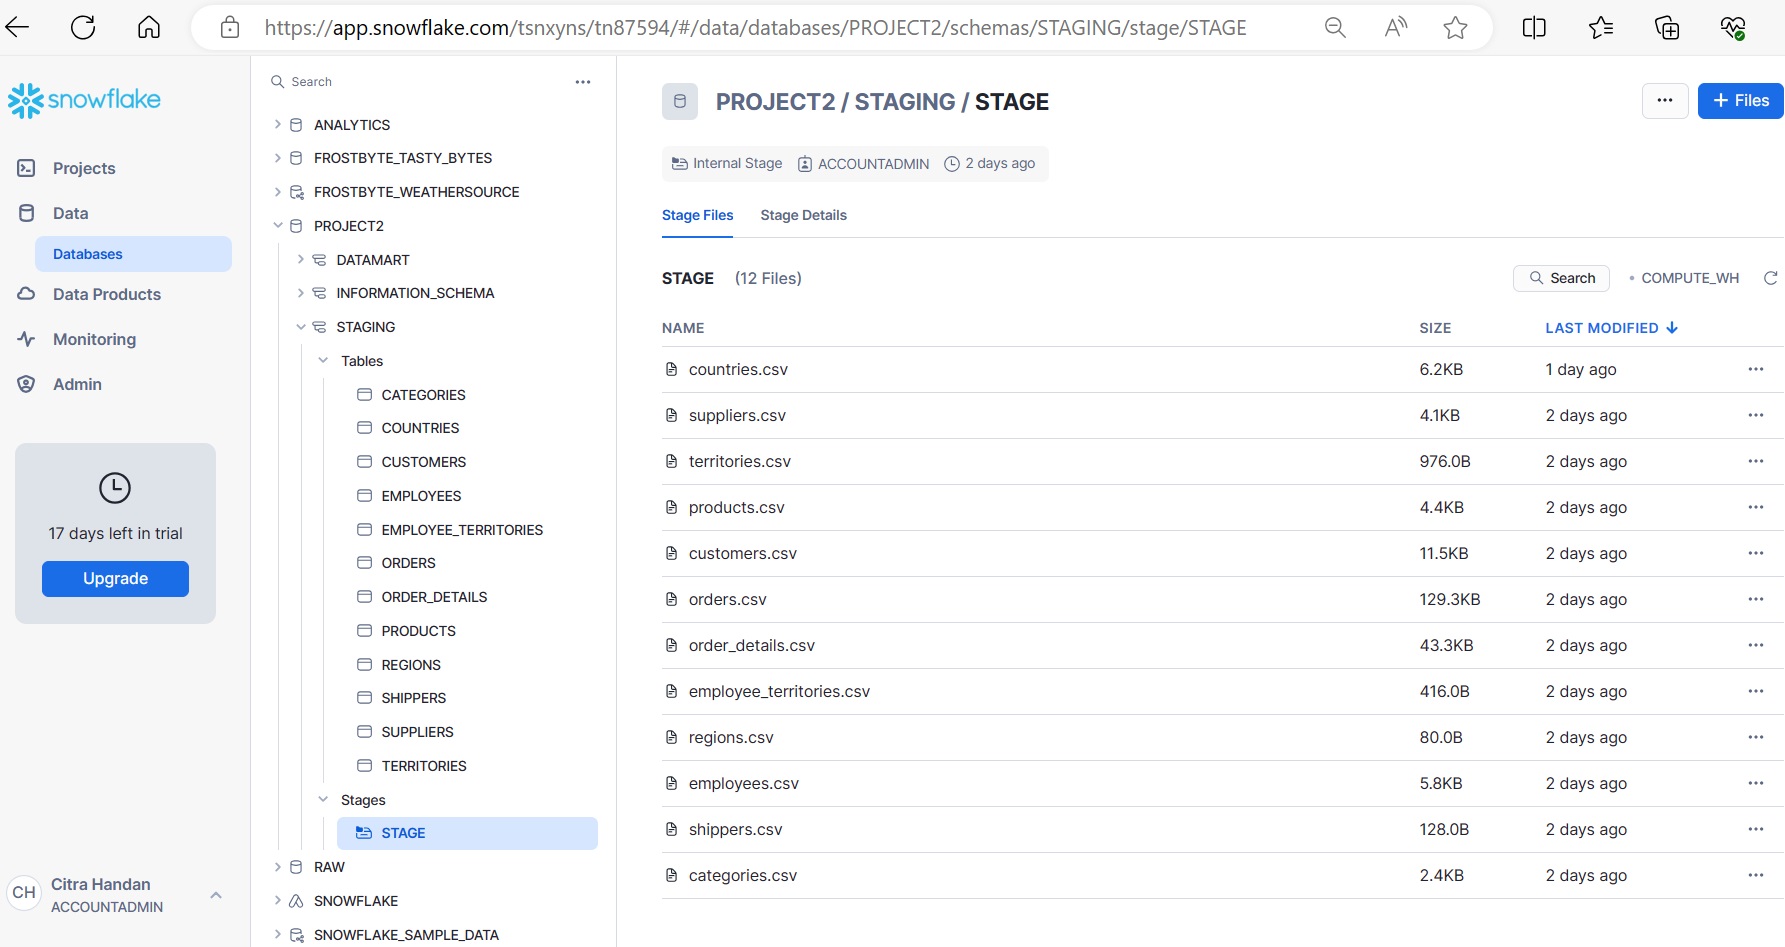 https://app.snowflake.com/tsnxyns/tn87594/#/data/databases/PROJECT2/schemas/STAGING/stage/STAGE
snowflake
Projects
Data
Databases
Data Products
Monitoring
Admin
17 days left in trial
Upgrade
CH
Citra Handan
ACCOUNTADMIN
Search
ANALYTICS
FROSTBYTE_TASTY_BYTES
FROSTBYTE_WEATHERSOURCE
PROJECT2
DATAMART
INFORMATION_SCHEMA
STAGING
Tables
CATEGORIES
COUNTRIES
CUSTOMERS
EMPLOYEES
EMPLOYEE_TERRITORIES
ORDERS
ORDER_DETAILS
PRODUCTS
REGIONS
SHIPPERS
SUPPLIERS
TERRITORIES
Stages
STAGE
RAW
SNOWFLAKE
SNOWFLAKE_SAMPLE_DATA
PROJECT2 / STAGING / STAGE
+ Files
Internal Stage ACCOUNTADMIN 2 days ago
Stage Files Stage Details
STAGE (12 Files) Search COMPUTE_WH
NAME SIZE LAST MODIFIED
countries.csv 6.2KB 1 day ago
suppliers.csv 4.1KB 2 days ago
territories.csv 976.0B 2 days ago
products.csv 4.4KB 2 days ago
customers.csv 11.5KB 2 days ago
orders.csv 129.3KB 2 days ago
order_details.csv 43.3KB 2 days ago
employee_territories.csv 416.0B 2 days ago
regions.csv 80.0B 2 days ago
employees.csv 5.8KB 2 days ago
shippers.csv 128.0B 2 days ago
categories.csv 2.4KB 2 days ago